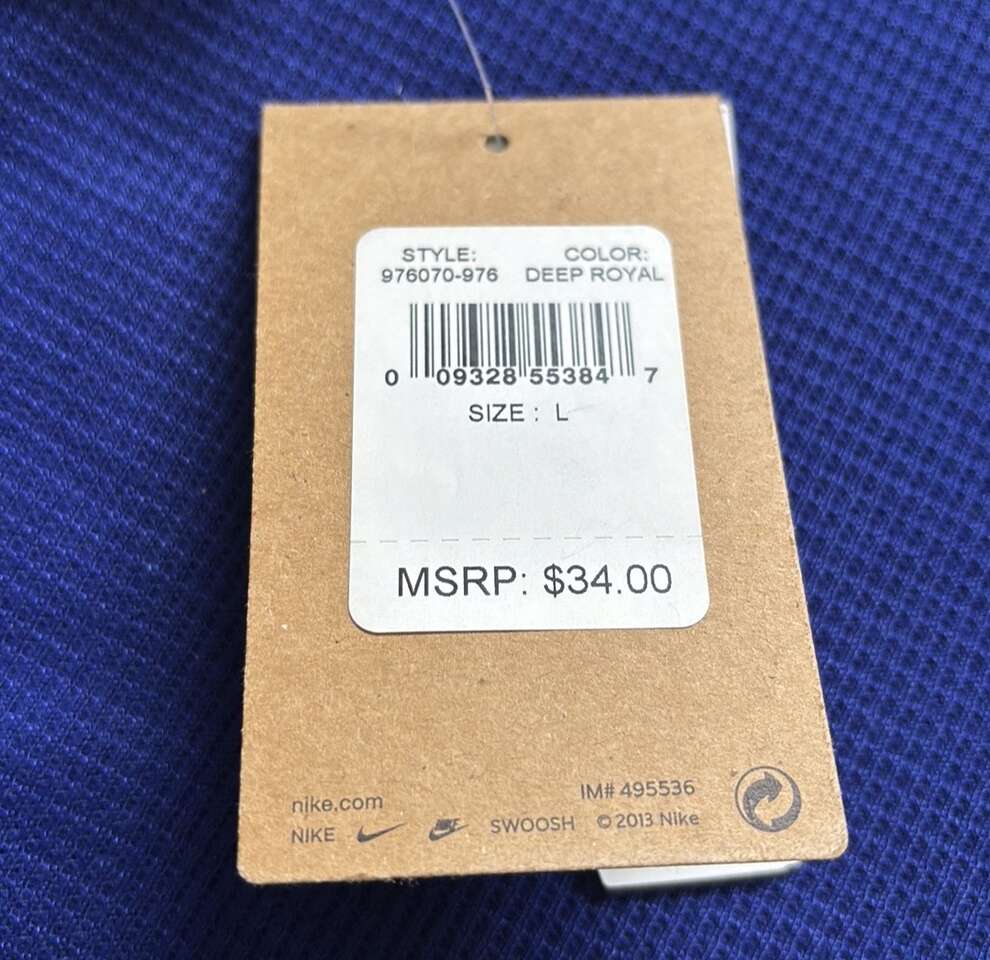 STYLE: COLOR:
976070-976 DEEP ROYAL
0 09328 55384 7
SIZE : L
MSRP: $34.00
nike.com IM# 495536
NIKE NIKE SWOOSH © 2013 Nike